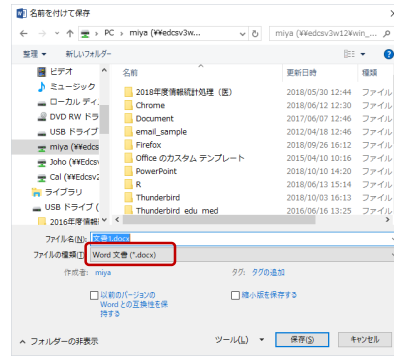 名前を付けて保存
PC › miya (¥¥edcsv3w...
miya (¥¥edcsv3w12¥win_...
整理 新しいフォルダー
名前 更新日時 種類
ビデオ
ミュージック
ローカル ディ
DVD RW ドラ
USB ドライブ
miya (¥¥edcs
Joho (¥¥Edcsv
Cal (¥¥Edcsv2
ライブラリ
USB ドライブ (
2016年度情報
2018年度情報統計処理（医） 2018/05/30 12:44 ファイル
Chrome 2018/06/12 12:30 ファイル
Document 2017/06/07 12:46 ファイル
email_sample 2012/04/18 12:46 ファイル
Firefox 2018/09/26 16:12 ファイル
Office のカスタム テンプレート 2015/04/10 10:16 ファイル
PowerPoint 2018/10/10 14:20 ファイル
R 2018/06/13 15:14 ファイル
Thunderbird 2018/10/03 16:13 ファイル
Thunderbird_edu_med 2016/06/16 13:25 ファイル
ファイル名(N): 文書1.docx
ファイルの種類(T): Word 文書 (*.docx)
作成者: miya タグ: タグの追加
以前のバージョンの
Word との互換性を保
持する
縮小版を保存する
フォルダーの非表示 ツール(L) 保存(S) キャンセル